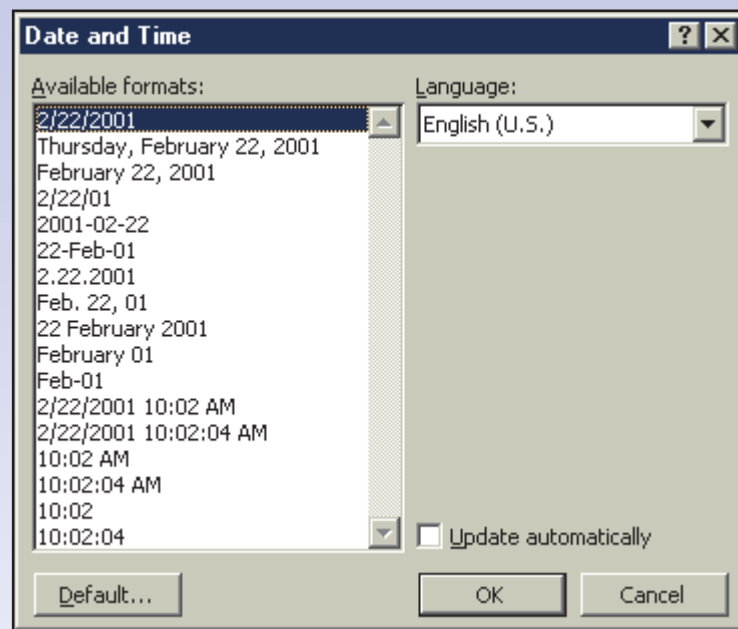 Date and Time
?
Available formats:
Language:
2/22/2001
English (U.S.)
Thursday, February 22, 2001
February 22, 2001
2/22/01
2001-02-22
22-Feb-01
2.22.2001
Feb. 22, 01
22 February 2001
February 01
Feb-01
2/22/2001 10:02 AM
2/22/2001 10:02:04 AM
10:02 AM
10:02:04 AM
10:02
10:02:04
Update automatically
Default...
OK
Cancel